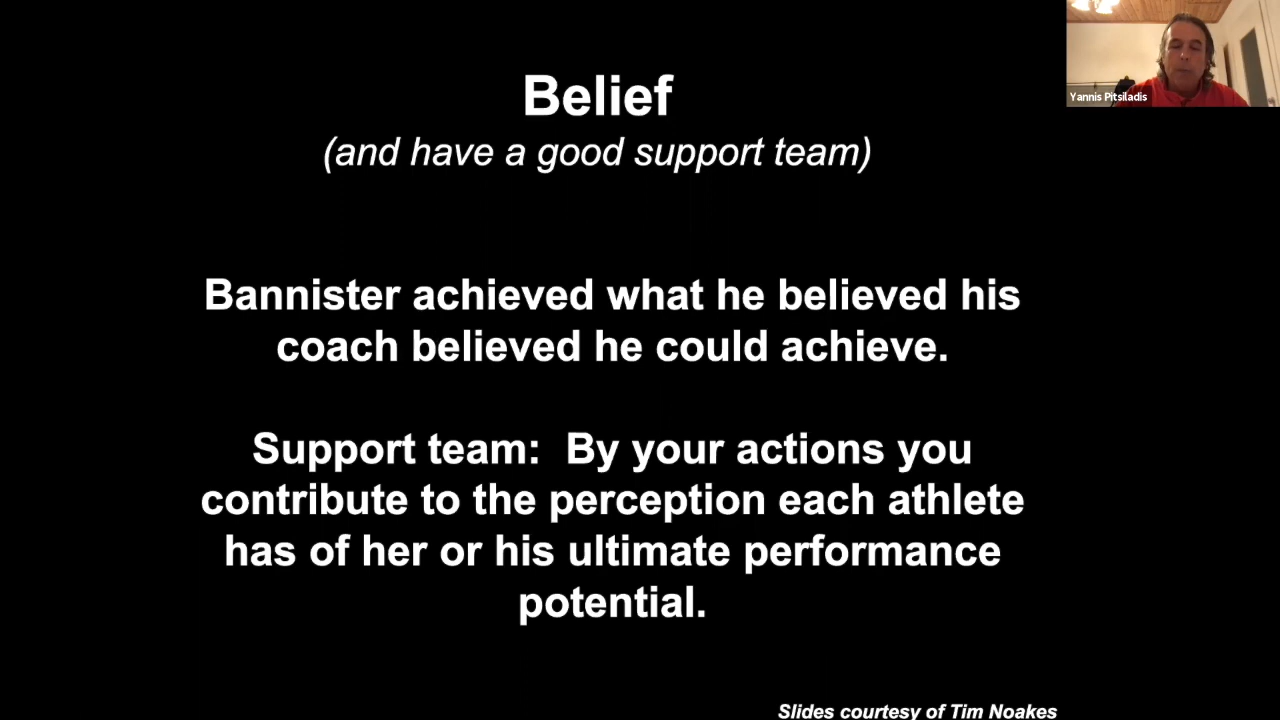 Belief
(and have a good support team)
Bannister achieved what he believed his
coach believed he could achieve.
Support team:  By your actions you
contribute to the perception each athlete
has of her or his ultimate performance
potential.
Slides courtesy of Tim Noakes
Yannis Pitsiladis